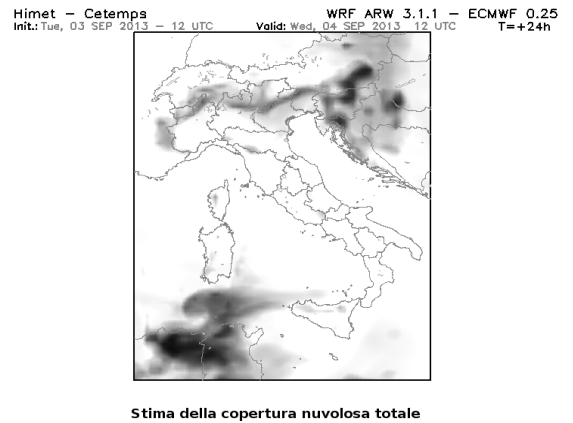 Himet – Cetemps WRF ARW 3.1.1 – ECMWF 0.25
Init.: Tue, 03 SEP 2013 – 12 UTC Valid: Wed, 04 SEP 2013 12 UTC T=+24h
Stima della copertura nuvolosa totale